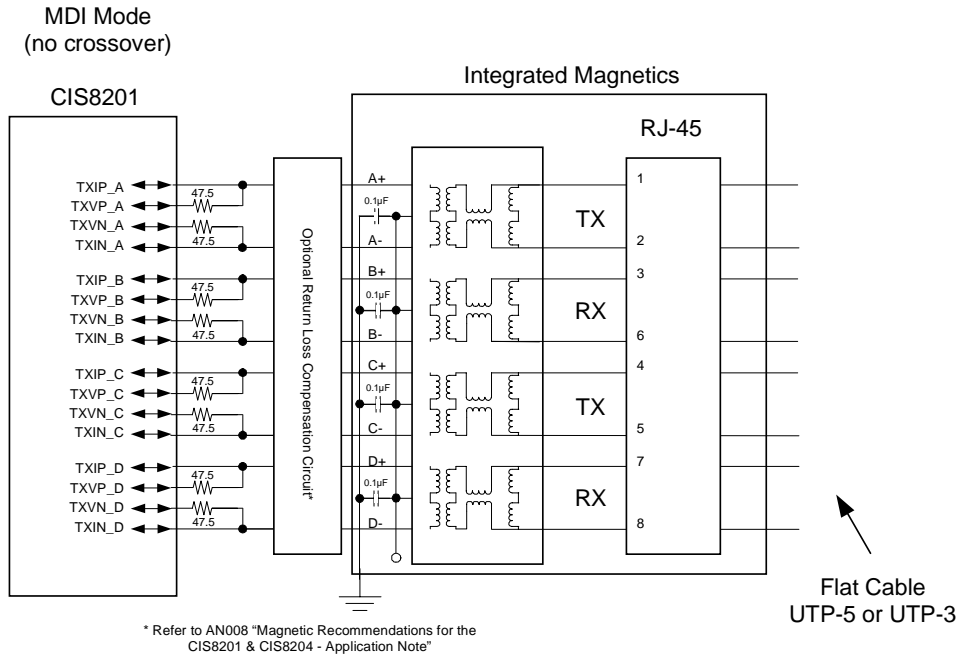 MDI Mode
(no crossover)
CIS8201
Integrated Magnetics
RJ-45
TXIP_A
TXVP_A
TXVN_A
TXIN_A
47.5
47.5
TXIP_B
TXVP_B
TXVN_B
TXIN_B
47.5
47.5
TXIP_C
TXVP_C
TXVN_C
TXIN_C
47.5
47.5
TXIP_D
TXVP_D
TXVN_D
TXIN_D
47.5
47.5
Optional Return Loss Compensation Circuit*
A+
0.1µF
A-
B+
0.1µF
B-
C+
0.1µF
C-
D+
0.1µF
D-
TX
RX
TX
RX
1
2
3
6
4
5
7
8
Flat Cable
UTP-5 or UTP-3
* Refer to AN008 “Magnetic Recommendations for the
CIS8201 & CIS8204 - Application Note”